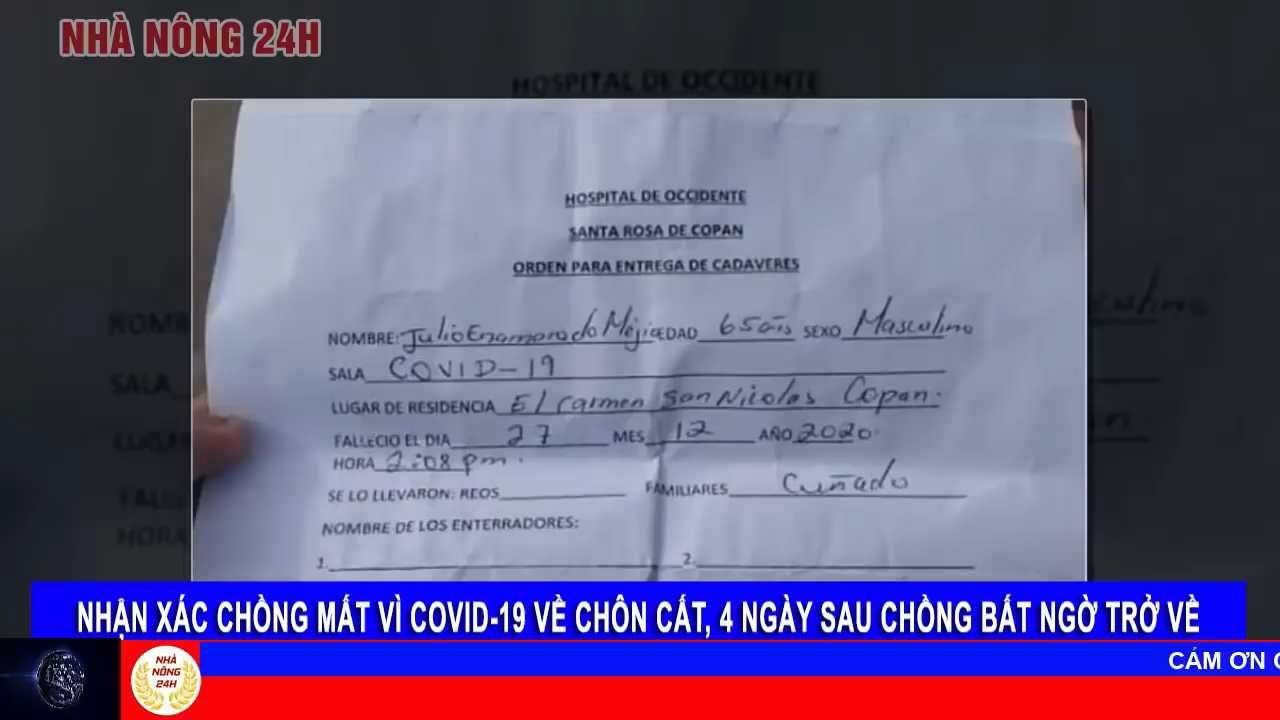 NHÀ NÔNG 24H
HOSPITAL DE OCCIDENTE
HOSPITAL DE OCCIDENTE
SANTA ROSA DE COPAN
ORDEN PARA ENTREGA DE CADAVERES
NOMBRE: Julio Enamorado Mejia EDAD 65 SEXO Masculino
SALA COVID-19
LUGAR DE RESIDENCIA El Carmen San Nicolas Copan.
FALLECIO EL DIA 27 MES 12 AÑO 2020.
HORA 2:08 pm.
SE LO LLEVARON: REOS FAMILIARES Cuñado
NOMBRE DE LOS ENTERRADORES:
1. 2.
NHẬN XÁC CHỒNG MẤT VÌ COVID-19 VỀ CHÔN CẤT, 4 NGÀY SAU CHỒNG BẤT NGỜ TRỞ VỀ
CÁM ƠN
NHÀ
NÔNG
24H